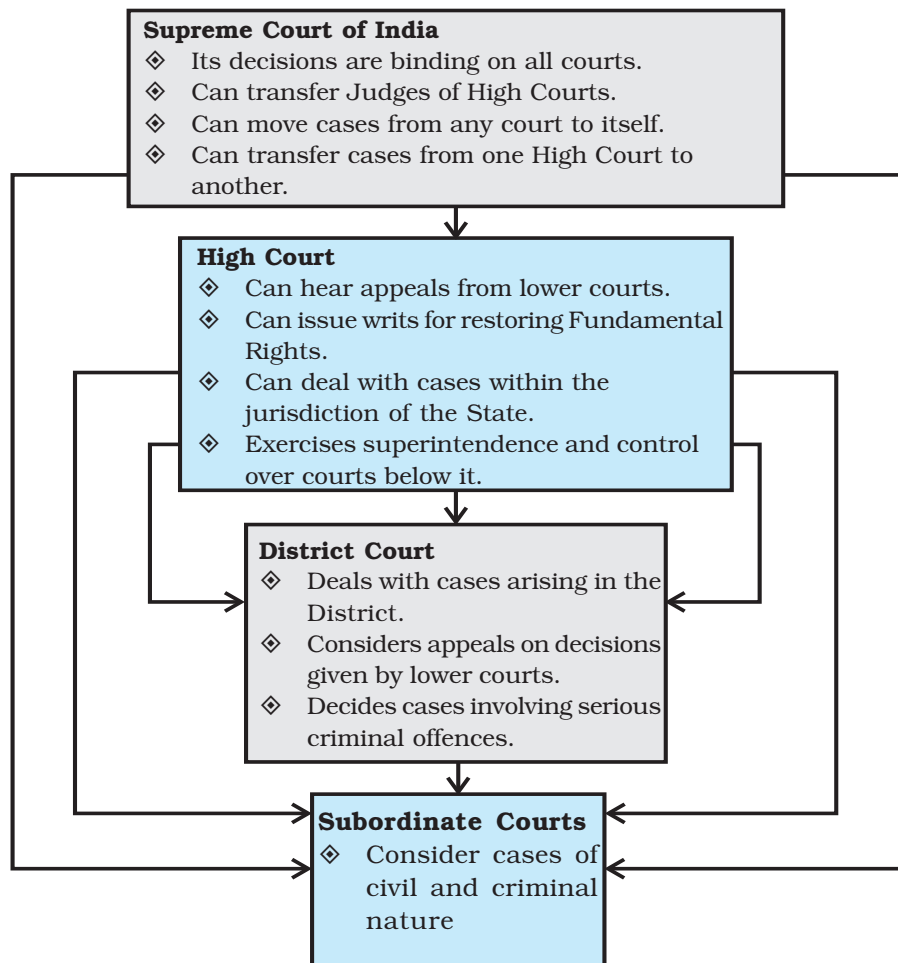 Supreme Court of India
◈ Its decisions are binding on all courts.
◈ Can transfer Judges of High Courts.
◈ Can move cases from any court to itself.
◈ Can transfer cases from one High Court to
another.
High Court
◈ Can hear appeals from lower courts.
◈ Can issue writs for restoring Fundamental
Rights.
◈ Can deal with cases within the
jurisdiction of the State.
◈ Exercises superintendence and control
over courts below it.
District Court
◈ Deals with cases arising in the
District.
◈ Considers appeals on decisions
given by lower courts.
◈ Decides cases involving serious
criminal offences.
Subordinate Courts
◈ Consider cases of
civil and criminal
nature